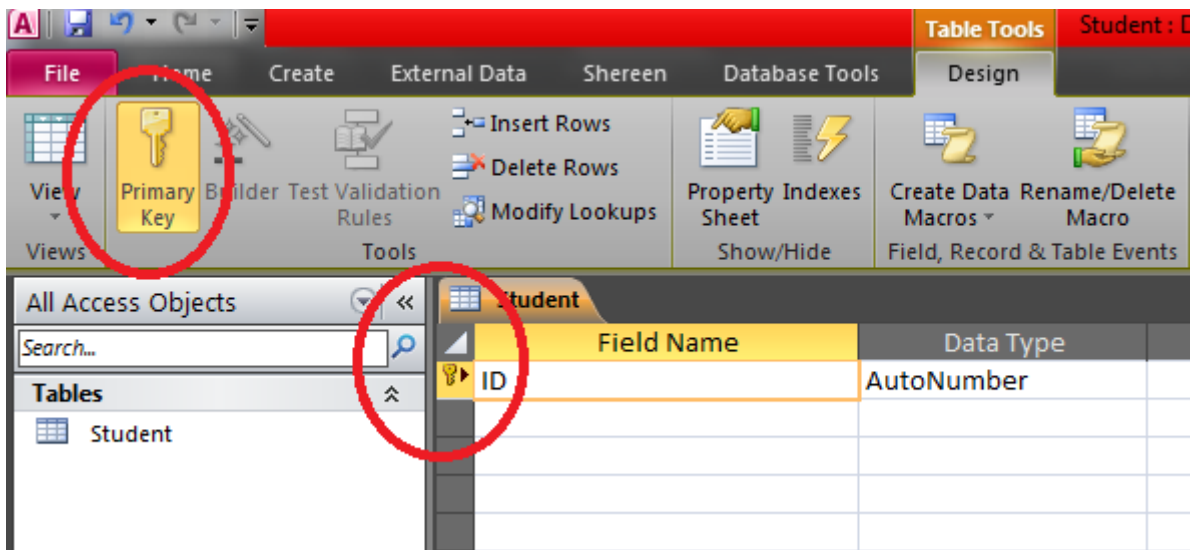 A
Table Tools
Student : D
File
Home
Create
External Data
Shereen
Database Tools
Design
View
Primary Key
Builder
Test Validation Rules
Insert Rows
Delete Rows
Modify Lookups
Property Sheet
Indexes
Create Data Macros
Rename/Delete Macro
Views
Tools
Show/Hide
Field, Record & Table Events
All Access Objects
Search...
Tables
Student
Student
Field Name
Data Type
ID
AutoNumber